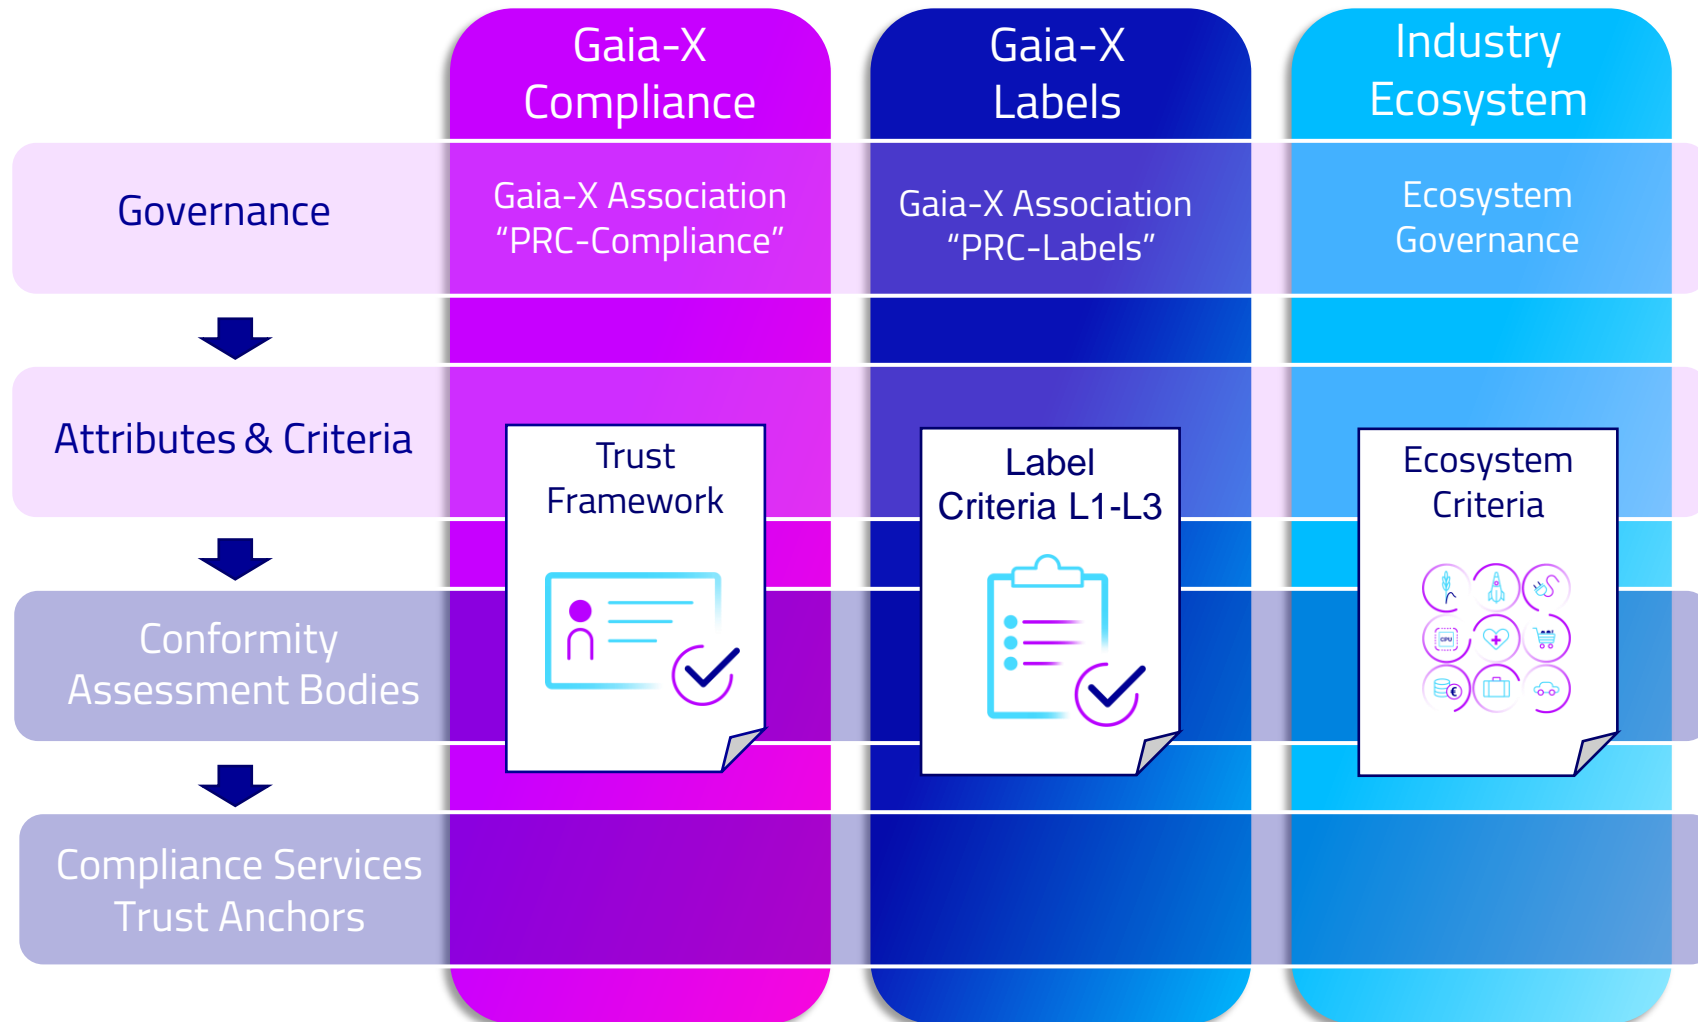 Gaia-X
Compliance
Gaia-X
Labels
Industry
Ecosystem
Governance
Gaia-X Association
“PRC-Compliance”
Gaia-X Association
“PRC-Labels”
Ecosystem
Governance
Attributes & Criteria
Trust
Framework
Label
Criteria L1-L3
Ecosystem
Criteria
CPU
€
Conformity
Assessment Bodies
Compliance Services
Trust Anchors